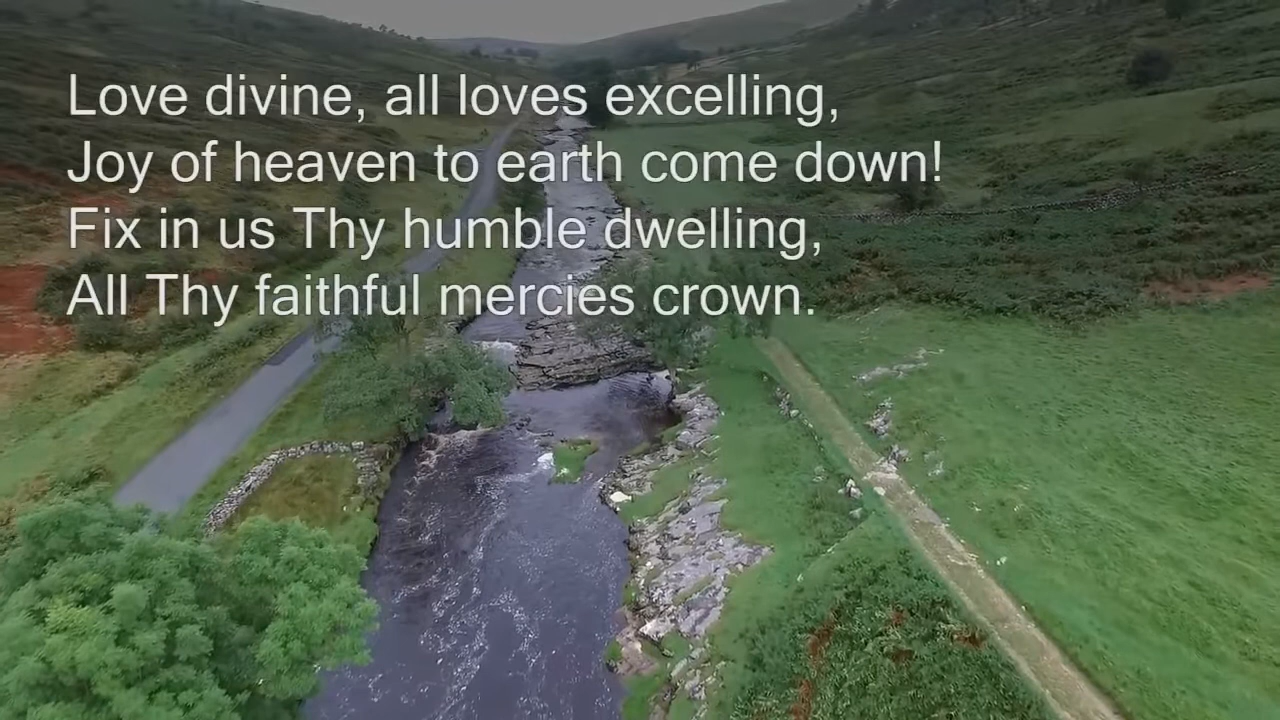 Love divine, all loves excelling,
Joy of heaven to earth come down!
Fix in us Thy humble dwelling,
All Thy faithful mercies crown.